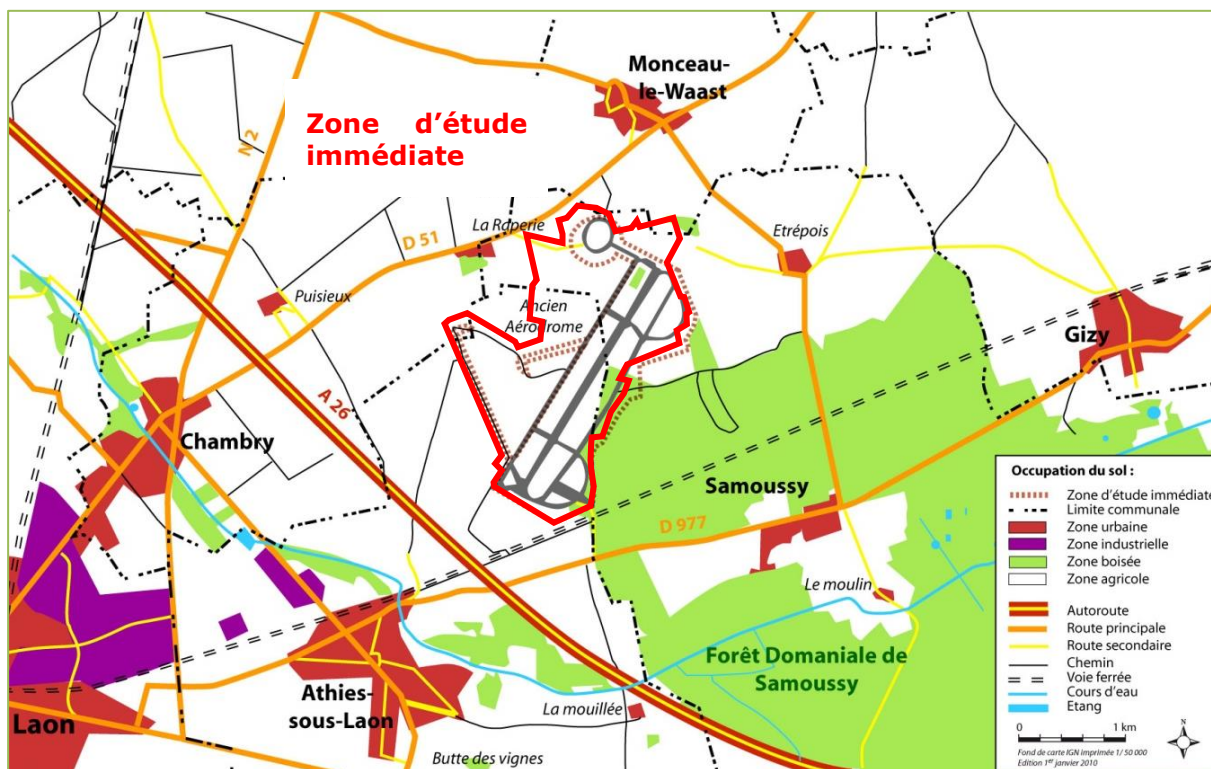 Monceau-
le-Waast
Zone d'étude
immédiate
N 2
La Raperie
D 51
Etrépois
Puisieux
Ancien
Aérodrome
Gizy
A 26
Chambry
Samoussy
D 977
Le moulin
Forêt Domaniale de
Samoussy
Athies-
sous-Laon
La mouillée
Laon
Butte des vignes
Occupation du sol :
Zone d'étude immédiate
Limite communale
Zone urbaine
Zone industrielle
Zone boisée
Zone agricole
Autoroute
Route principale
Route secondaire
Chemin
Voie ferrée
Cours d'eau
Etang
0 1 km
N
Fond de carte IGN imprimée 1/ 50 000
Edition 1er janvier 2010